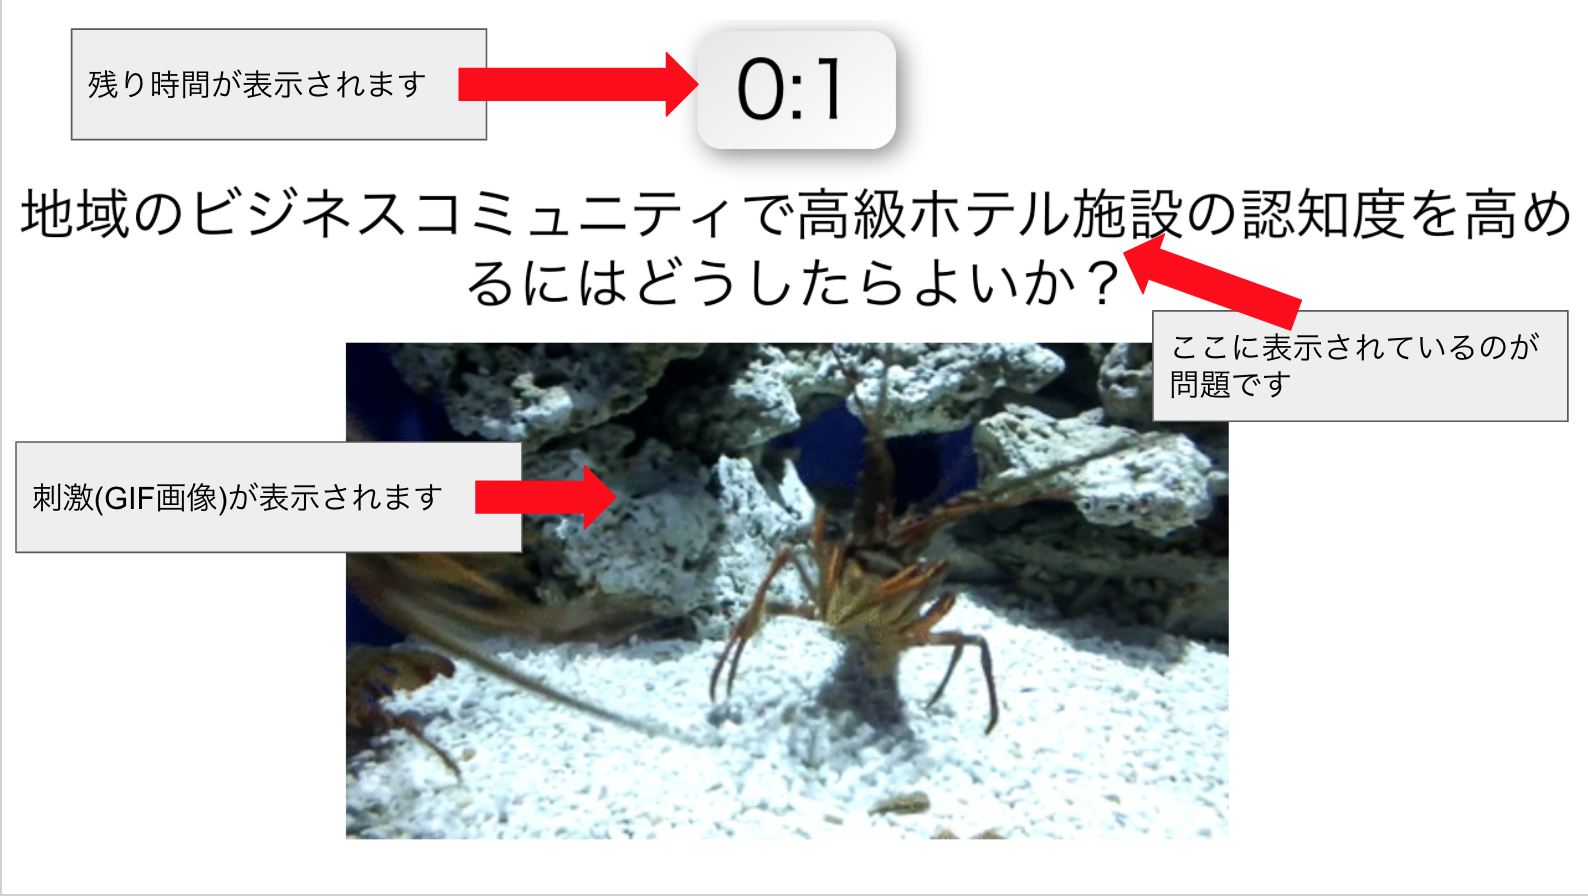 残り時間が表示されます
0:1
地域のビジネスコミュニティで高級ホテル施設の認知度を高め
るにはどうしたらよいか？
ここに表示されているのが
問題です
刺激(GIF画像)が表示されます